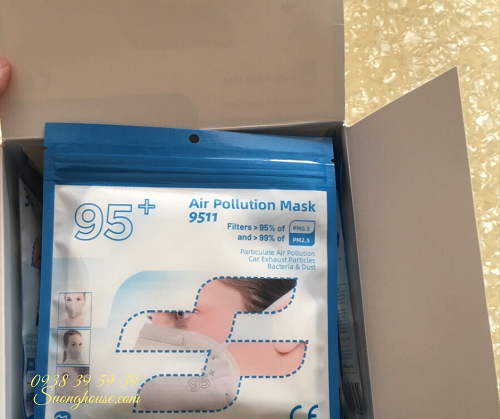 95+
Air Pollution Mask
9511
Filters > 95% of PM0.3
and > 99% of PM2.5
Particulate Air Pollution
Car Exhaust Particles
Bacteria & Dust
95+
0938 39 59 39
Suonghouse.com
CE